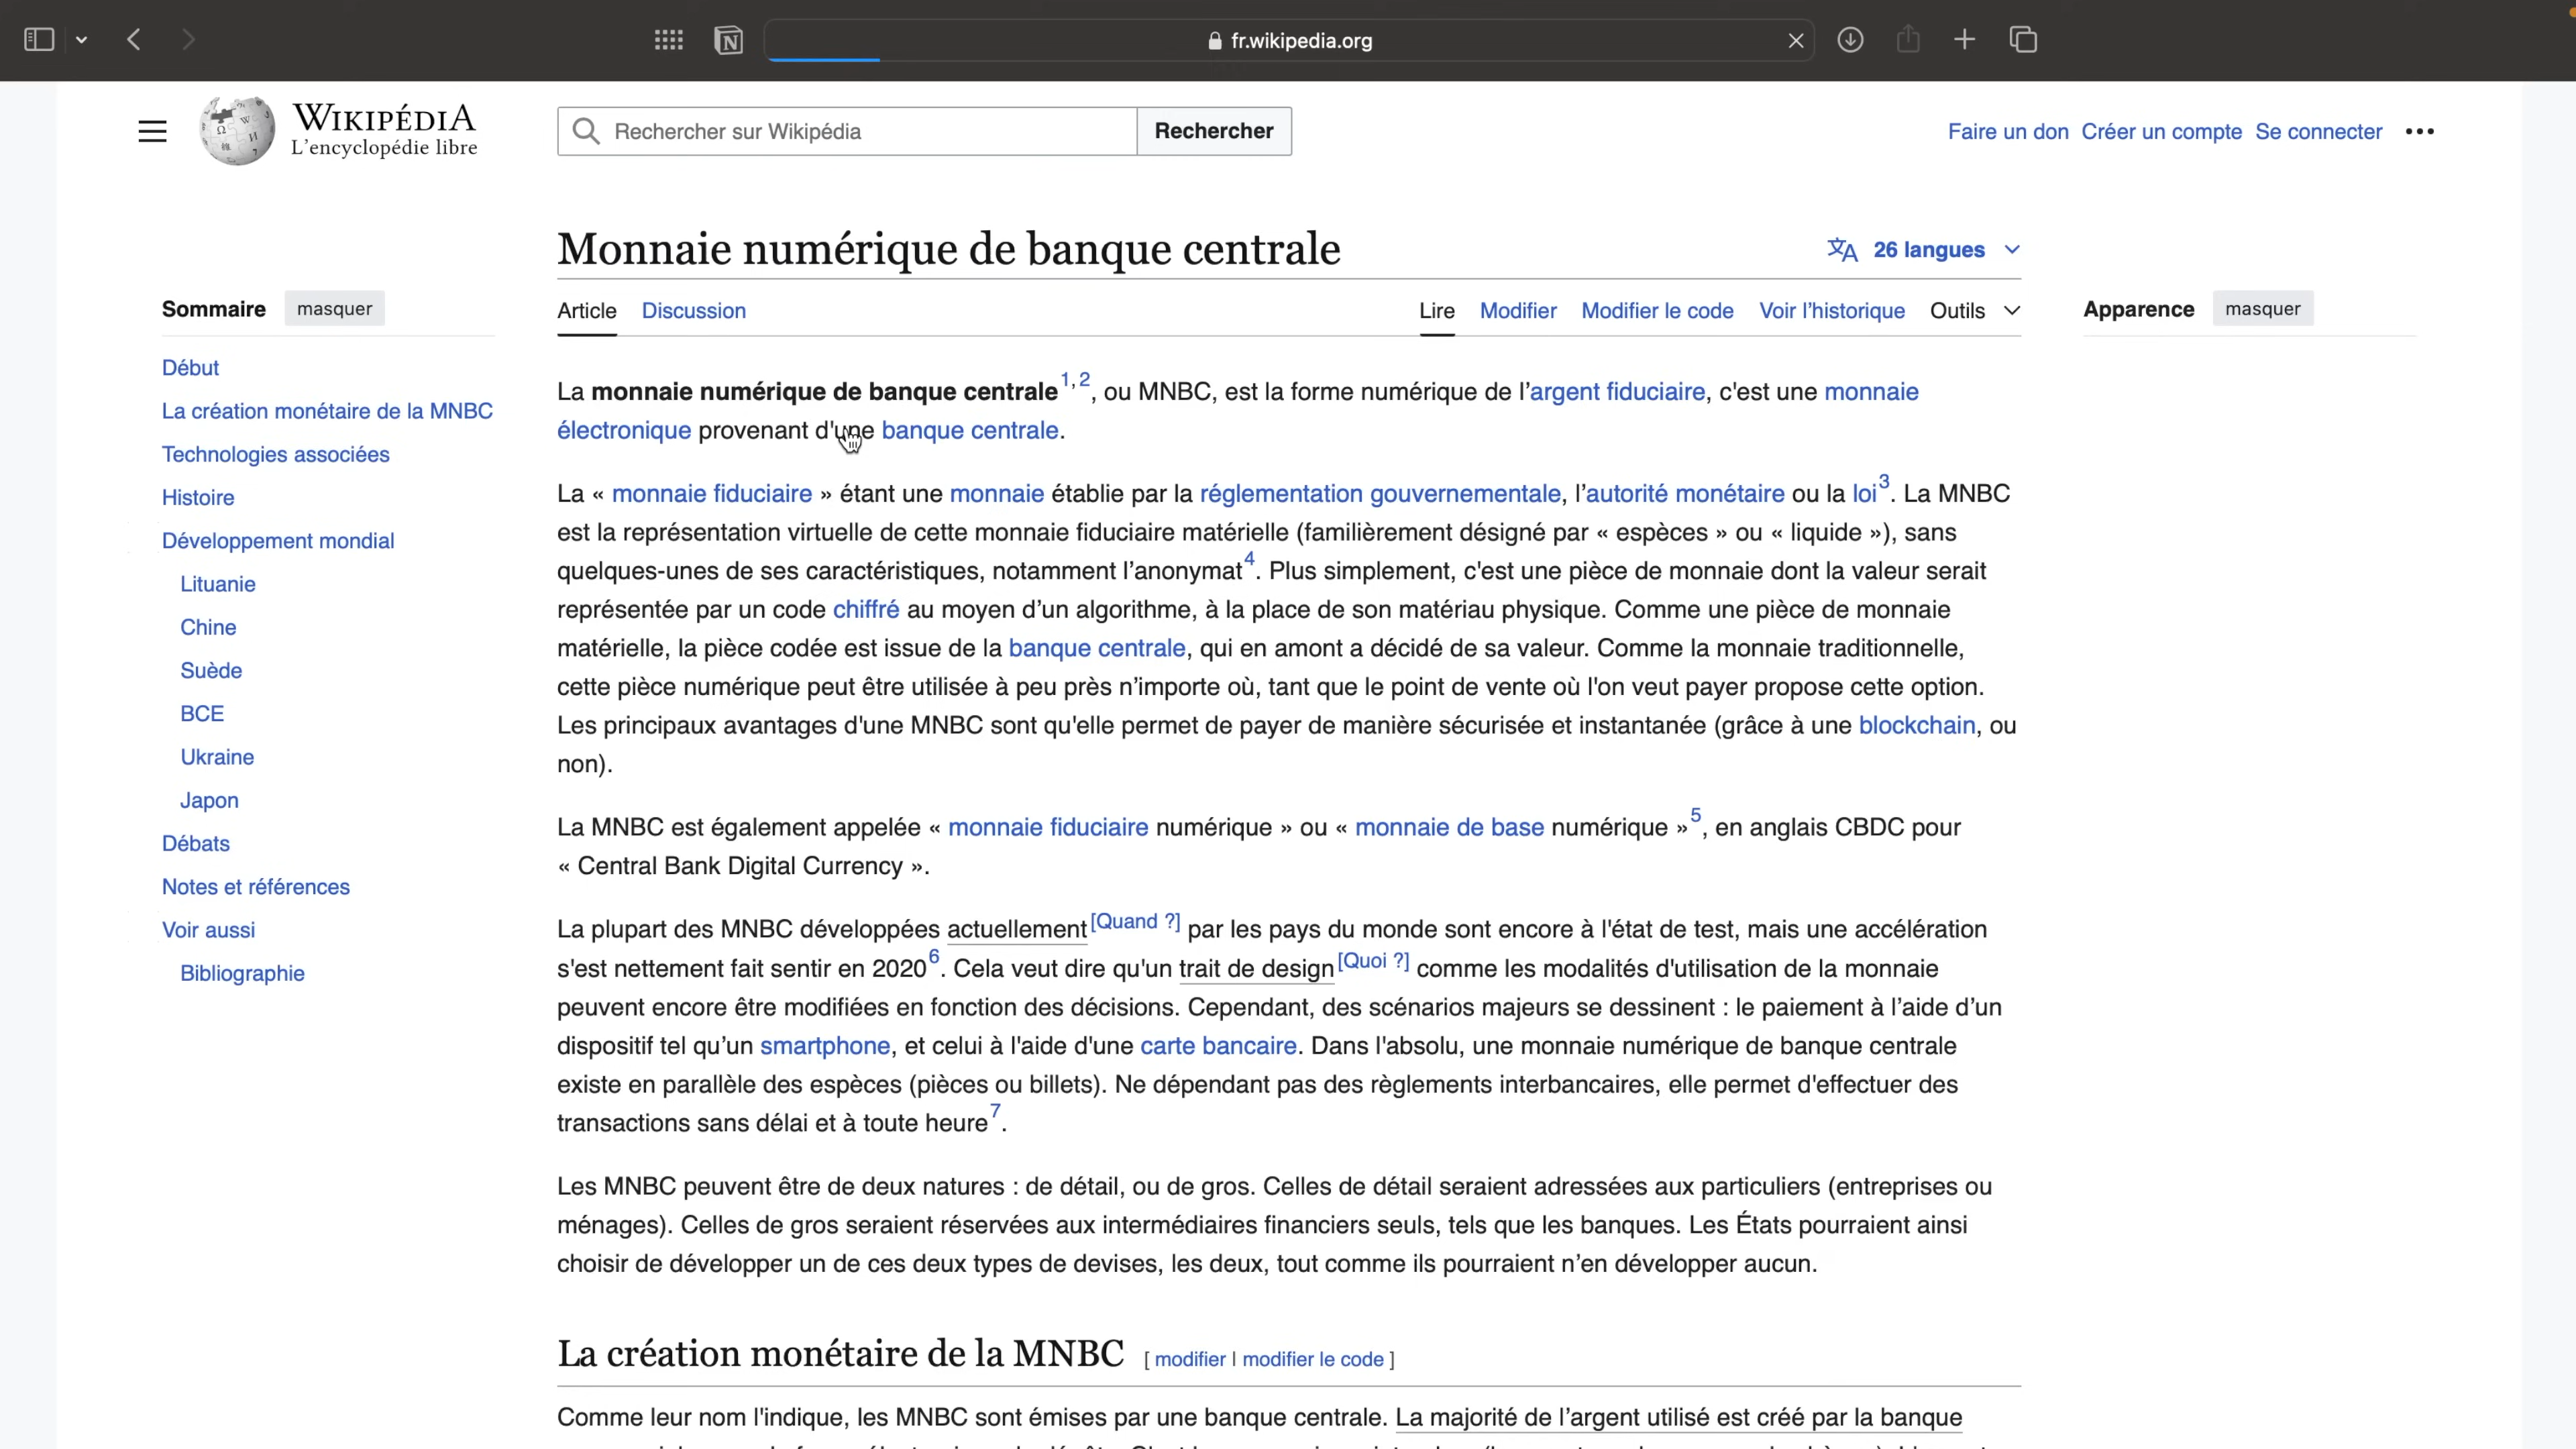 fr.wikipedia.org
WIKIPÉDIA
L'encyclopédie libre
Rechercher sur Wikipédia
Rechercher
Faire un don Créer un compte Se connecter
Monnaie numérique de banque centrale
26 langues
Sommaire masquer
Article Discussion
Lire Modifier Modifier le code Voir l'historique Outils
Apparence masquer
Début
La création monétaire de la MNBC
Technologies associées
Histoire
Développement mondial
Lituanie
Chine
Suède
BCE
Ukraine
Japon
Débats
Notes et références
Voir aussi
Bibliographie
La monnaie numérique de banque centrale1,2, ou MNBC, est la forme numérique de l'argent fiduciaire, c'est une monnaie
électronique provenant d'une banque centrale.
La « monnaie fiduciaire » étant une monnaie établie par la réglementation gouvernementale, l'autorité monétaire ou la loi3. La MNBC
est la représentation virtuelle de cette monnaie fiduciaire matérielle (familièrement désigné par « espèces » ou « liquide »), sans
quelques-unes de ses caractéristiques, notamment l'anonymat4. Plus simplement, c'est une pièce de monnaie dont la valeur serait
représentée par un code chiffré au moyen d'un algorithme, à la place de son matériau physique. Comme une pièce de monnaie
matérielle, la pièce codée est issue de la banque centrale, qui en amont a décidé de sa valeur. Comme la monnaie traditionnelle,
cette pièce numérique peut être utilisée à peu près n'importe où, tant que le point de vente où l'on veut payer propose cette option.
Les principaux avantages d'une MNBC sont qu'elle permet de payer de manière sécurisée et instantanée (grâce à une blockchain, ou
non).
La MNBC est également appelée « monnaie fiduciaire numérique » ou « monnaie de base numérique »5, en anglais CBDC pour
« Central Bank Digital Currency ».
La plupart des MNBC développées actuellement[Quand ?] par les pays du monde sont encore à l'état de test, mais une accélération
s'est nettement fait sentir en 20206. Cela veut dire qu'un trait de design[Quoi ?] comme les modalités d'utilisation de la monnaie
peuvent encore être modifiées en fonction des décisions. Cependant, des scénarios majeurs se dessinent : le paiement à l'aide d'un
dispositif tel qu'un smartphone, et celui à l'aide d'une carte bancaire. Dans l'absolu, une monnaie numérique de banque centrale
existe en parallèle des espèces (pièces ou billets). Ne dépendant pas des règlements interbancaires, elle permet d'effectuer des
transactions sans délai et à toute heure7.
Les MNBC peuvent être de deux natures : de détail, ou de gros. Celles de détail seraient adressées aux particuliers (entreprises ou
ménages). Celles de gros seraient réservées aux intermédiaires financiers seuls, tels que les banques. Les États pourraient ainsi
choisir de développer un de ces deux types de devises, les deux, tout comme ils pourraient n'en développer aucun.
La création monétaire de la MNBC [ modifier | modifier le code ]
Comme leur nom l'indique, les MNBC sont émises par une banque centrale. La majorité de l'argent utilisé est créé par la banque